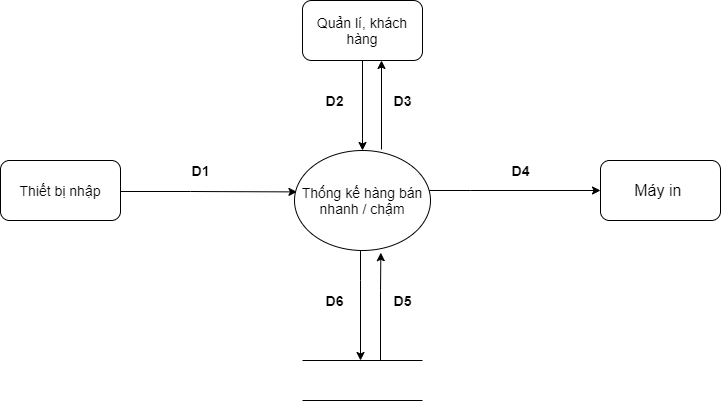 Quản lí, khách
hàng
D2
D3
D1
Thiết bị nhập
Thống kế hàng bán
nhanh / chậm
D4
Máy in
D6
D5